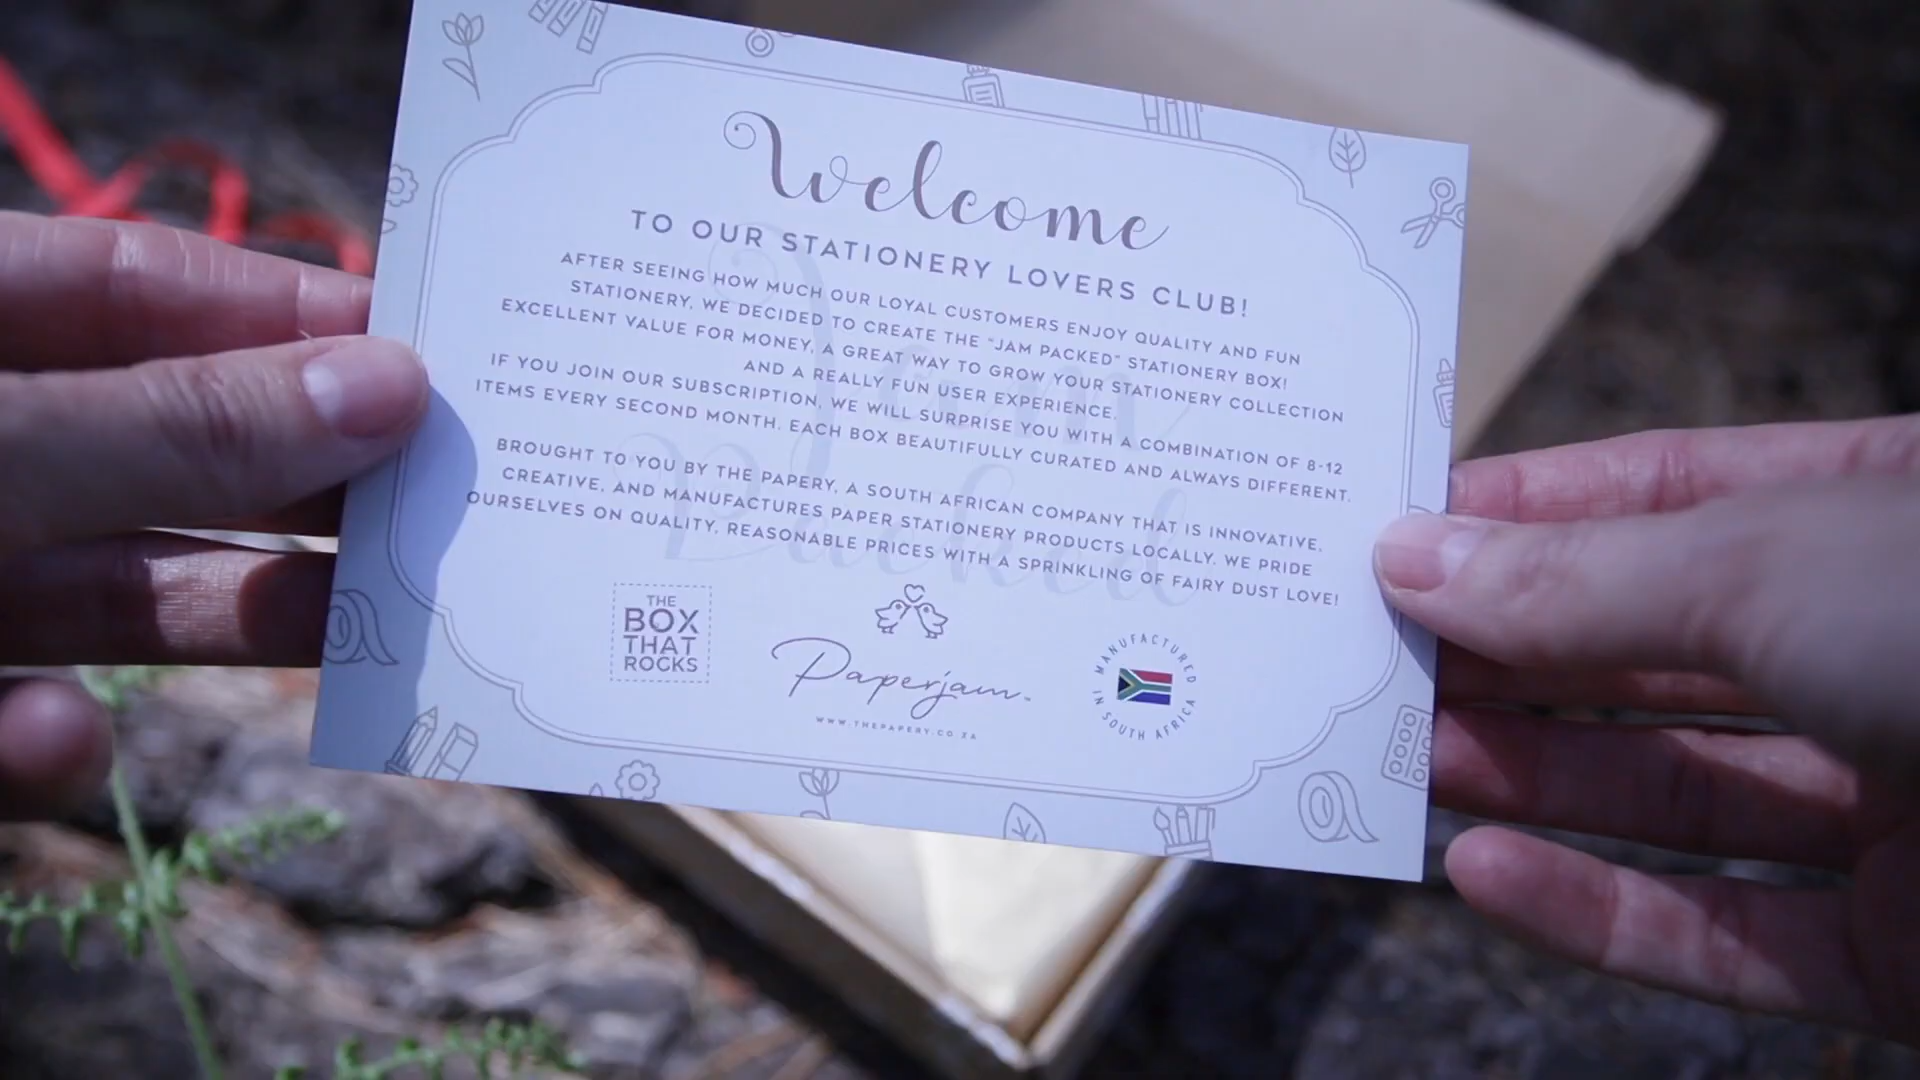 Welcome
TO OUR STATIONERY LOVERS CLUB!
AFTER SEEING HOW MUCH OUR LOYAL CUSTOMERS ENJOY QUALITY AND FUN
STATIONERY, WE DECIDED TO CREATE THE "JAM PACKED" STATIONERY BOX!
EXCELLENT VALUE FOR MONEY, A GREAT WAY TO GROW YOUR STATIONERY COLLECTION
AND A REALLY FUN USER EXPERIENCE.
IF YOU JOIN OUR SUBSCRIPTION, WE WILL SURPRISE YOU WITH A COMBINATION OF 8-12
ITEMS EVERY SECOND MONTH. EACH BOX BEAUTIFULLY CURATED AND ALWAYS DIFFERENT.
BROUGHT TO YOU BY THE PAPERY, A SOUTH AFRICAN COMPANY THAT IS INNOVATIVE,
CREATIVE, AND MANUFACTURES PAPER STATIONERY PRODUCTS LOCALLY. WE PRIDE
OURSELVES ON QUALITY, REASONABLE PRICES WITH A SPRINKLING OF FAIRY DUST LOVE!
Jam
Packed
THE
BOX
THAT
ROCKS
Paperjam™
WWW.THEPAPERY.CO.ZA
MANUFACTURED
IN SOUTH AFRICA